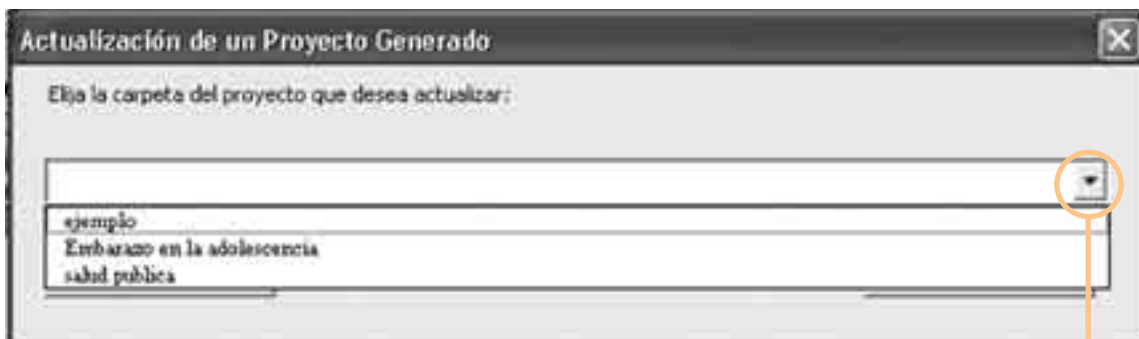 Actualización de un Proyecto Generado
Elija la carpeta del proyecto que desea actualizar:
ejemplo
Embarazo en la adolescencia
salud publica